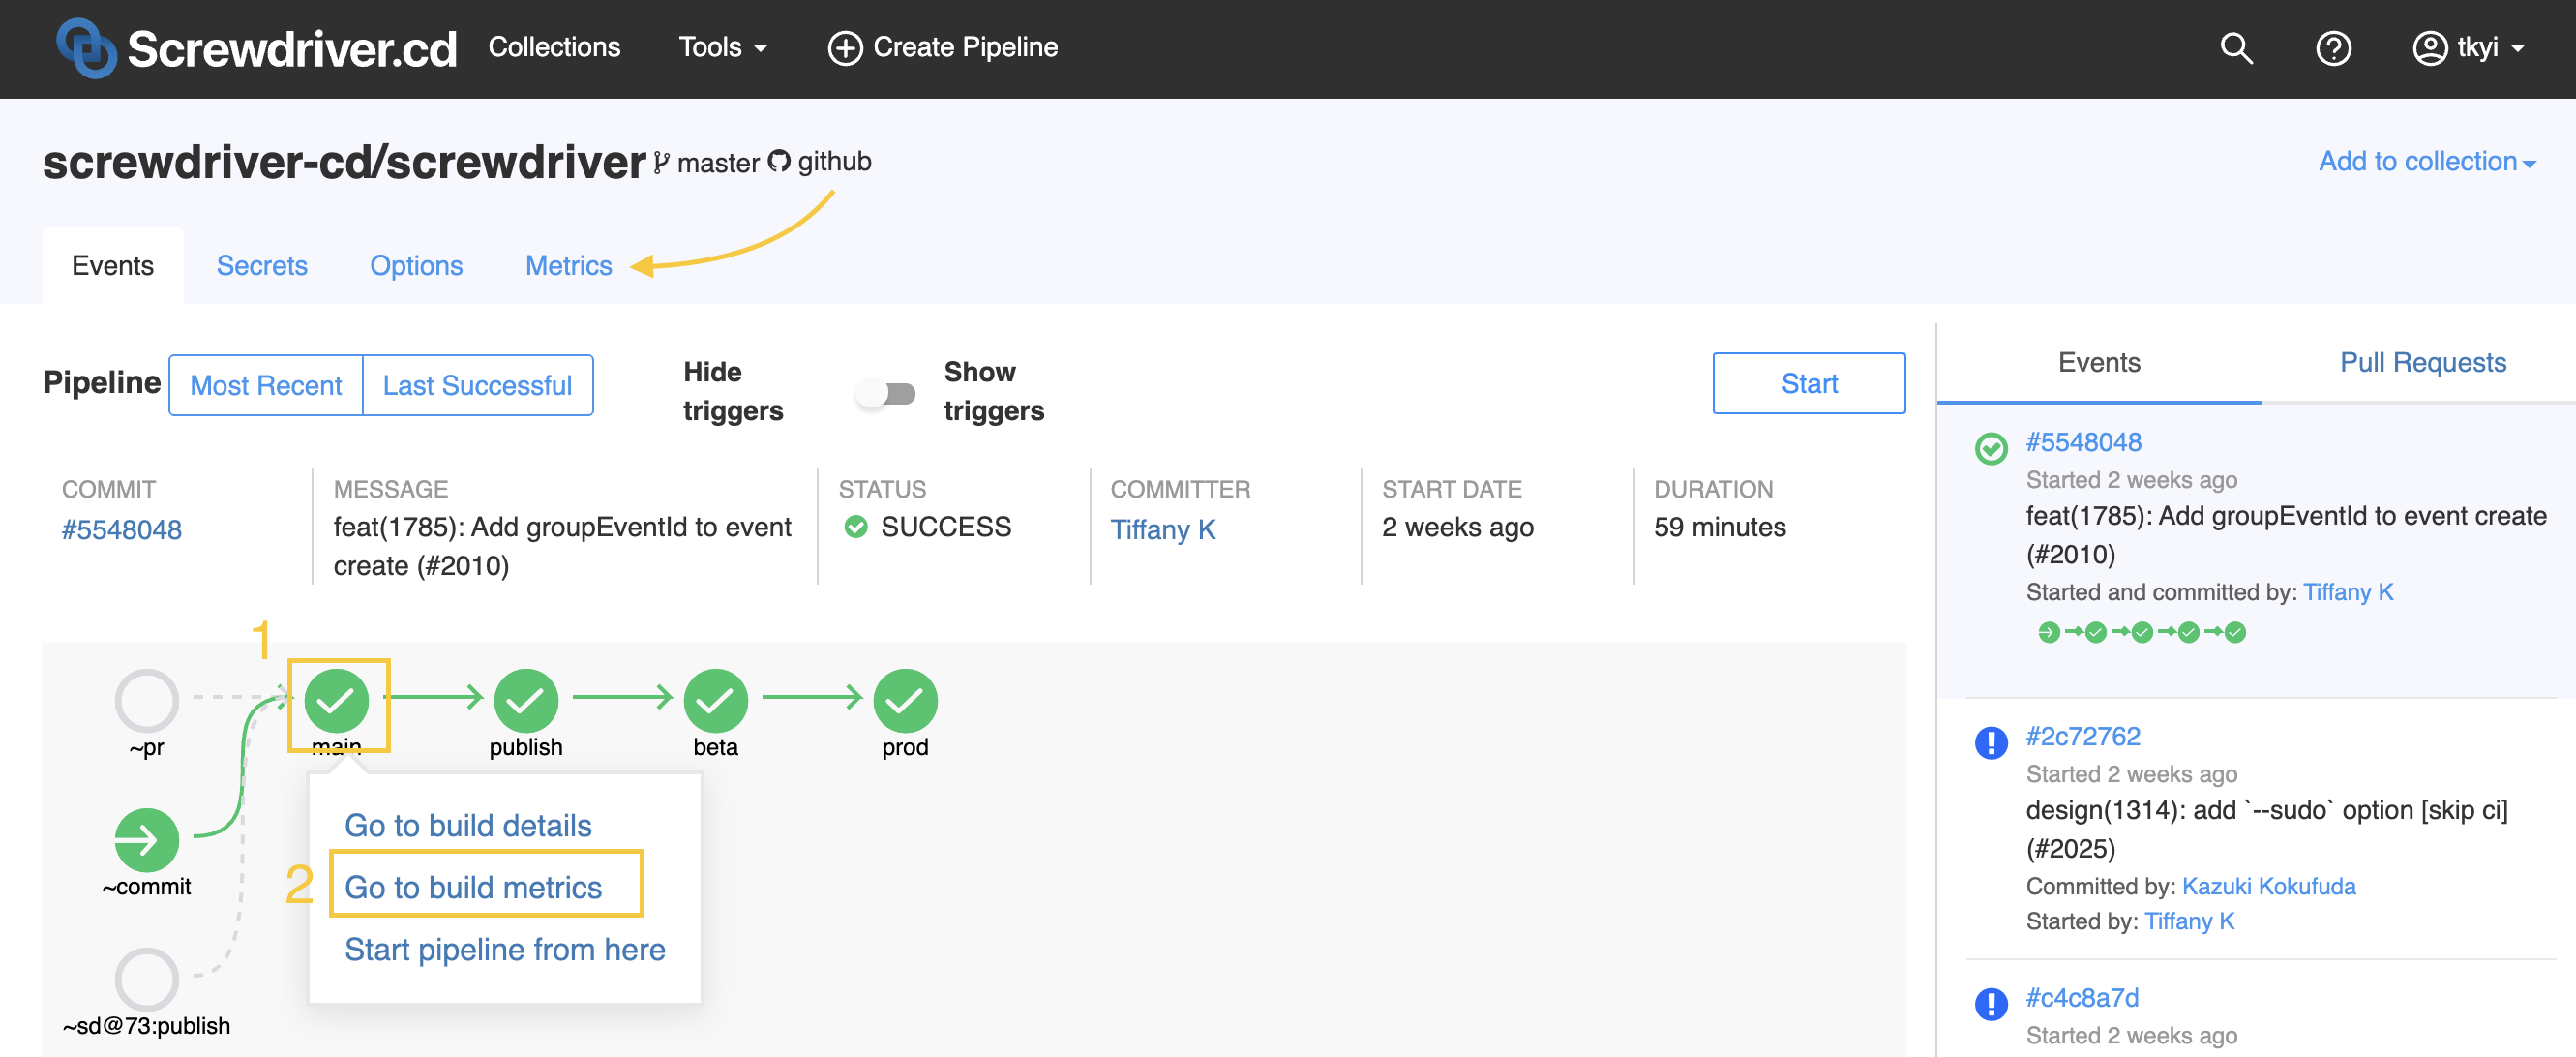 Screwdriver.cd Collections Tools Create Pipeline tkyi
screwdriver-cd/screwdriver master github Add to collection
Events Secrets Options Metrics
Pipeline Most Recent Last Successful
Hide triggers
Show triggers
Start
COMMIT
#5548048
MESSAGE
feat(1785): Add groupEventId to event
create (#2010)
STATUS
SUCCESS
COMMITTER
Tiffany K
START DATE
2 weeks ago
DURATION
59 minutes
1
~pr
main
publish
beta
prod
~commit
~sd@73:publish
Go to build details
2
Go to build metrics
Start pipeline from here
Events Pull Requests
#5548048
Started 2 weeks ago
feat(1785): Add groupEventId to event create
(#2010)
Started and committed by: Tiffany K
#2c72762
Started 2 weeks ago
design(1314): add `--sudo` option [skip ci]
(#2025)
Committed by: Kazuki Kokufuda
Started by: Tiffany K
#c4c8a7d
Started 2 weeks ago